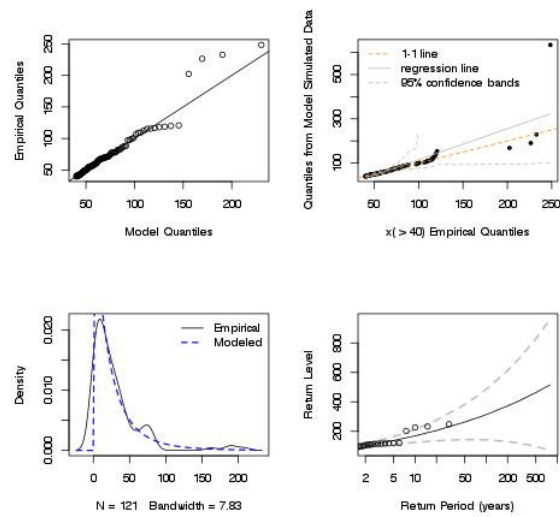 Empirical Quantiles
50 100 150 200 250
50 100 150 200
Model Quantiles
Quantiles from Model Simulated Data
100 300 500
1-1 line
regression line
95% confidence bands
50 100 150 200 250
x( > 40) Empirical Quantiles
Density
0.000 0.010 0.020
Empirical
Modeled
0 50 100 150 200
N = 121 Bandwidth = 7.83
Return Level
200 400 600 800
2 5 10 20 50 200 500
Return Period (years)